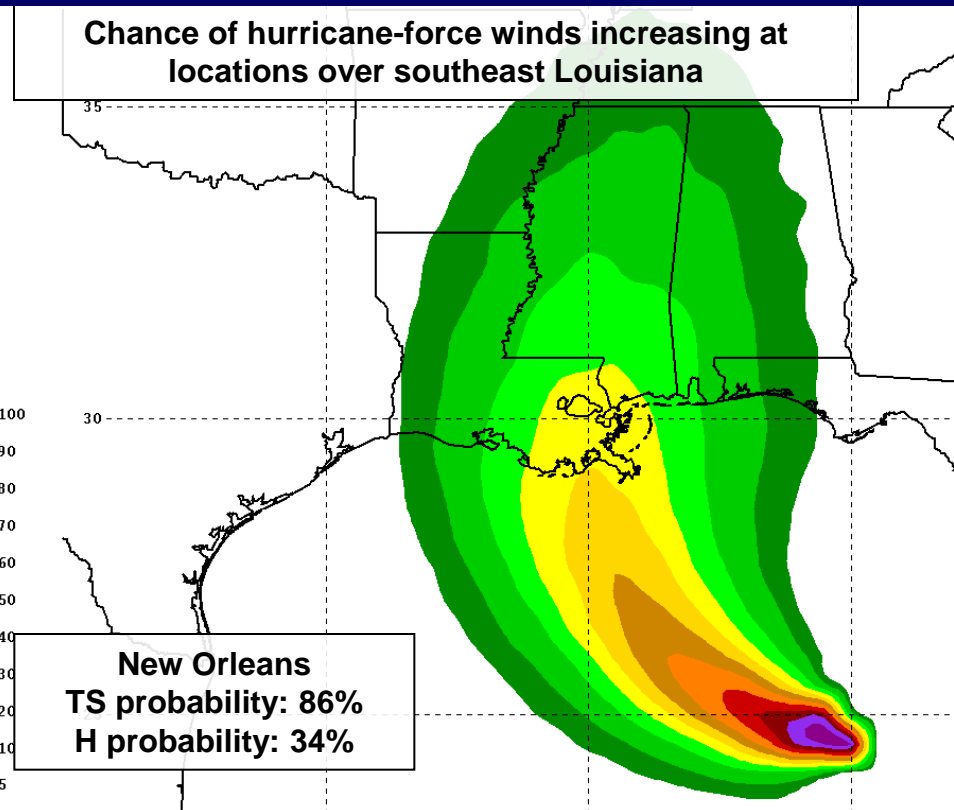 Chance of hurricane-force winds increasing at
locations over southeast Louisiana
35
100
30
90
80
70
60
50
40
30
20
25
10
5
New Orleans
TS probability: 86%
H probability: 34%